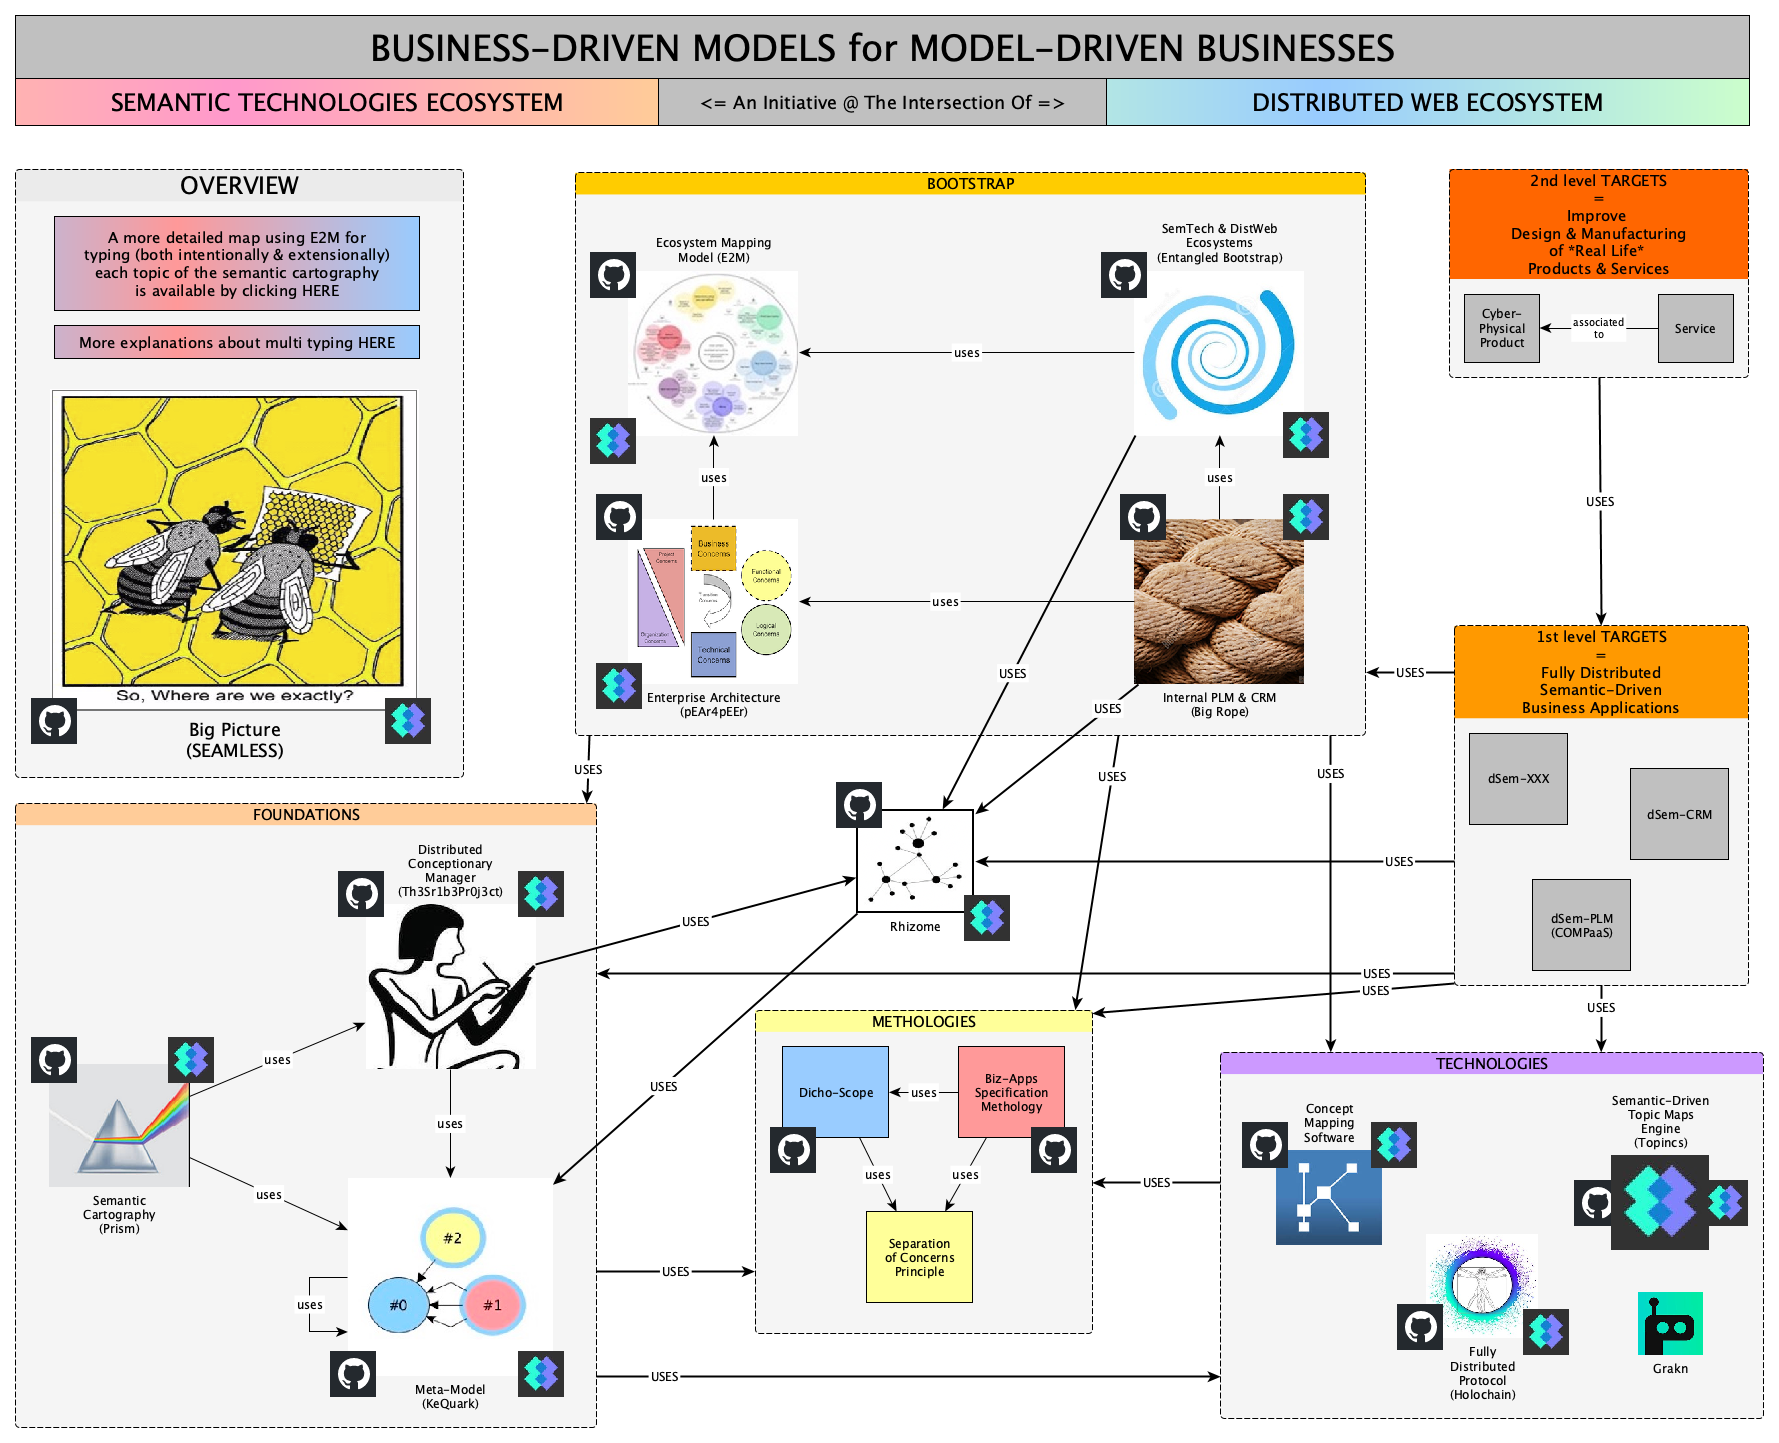 BUSINESS-DRIVEN MODELS for MODEL-DRIVEN BUSINESSES
SEMANTIC TECHNOLOGIES ECOSYSTEM
<= An Initiative @ The Intersection Of =>
DISTRIBUTED WEB ECOSYSTEM
OVERVIEW
A more detailed map using E2M for
typing (both intentionally & extensionally)
each topic of the semantic cartography
is available by clicking HERE
More explanations about multi typing HERE
So, Where are we exactly?
Big Picture
(SEAMLESS)
BOOTSTRAP
Ecosystem Mapping
Model (E2M)
SemTech & DistWeb
Ecosystems
(Entangled Bootstrap)
uses
uses
uses
Project
Concerns
Organization
Concerns
Business
Concerns
Transition
Concerns
Technical
Concerns
Functional
Concerns
Logical
Concerns
uses
Enterprise Architecture
(pEAr4pEEr)
Internal PLM & CRM
(Big Rope)
2nd level TARGETS
=
Improve
Design & Manufacturing
of *Real Life*
Products & Services
Cyber-
Physical
Product
associated
to
Service
USES
1st level TARGETS
=
Fully Distributed
Semantic-Driven
Business Applications
dSem-XXX
dSem-CRM
dSem-PLM
(COMPaaS)
USES
USES
USES
USES
USES
USES
USES
USES
USES
USES
USES
Rhizome
USES
USES
FOUNDATIONS
Distributed
Conceptionary
Manager
(Th3Sr1b3Pr0j3ct)
uses
uses
uses
Semantic
Cartography
(Prism)
#2
#0
#1
uses
Meta-Model
(KeQuark)
USES
USES
METHOLOGIES
Dicho-Scope
uses
Biz-Apps
Specification
Methology
uses
uses
Separation
of Concerns
Principle
USES
TECHNOLOGIES
Concept
Mapping
Software
Semantic-Driven
Topic Maps
Engine
(Topincs)
Fully
Distributed
Protocol
(Holochain)
Grakn